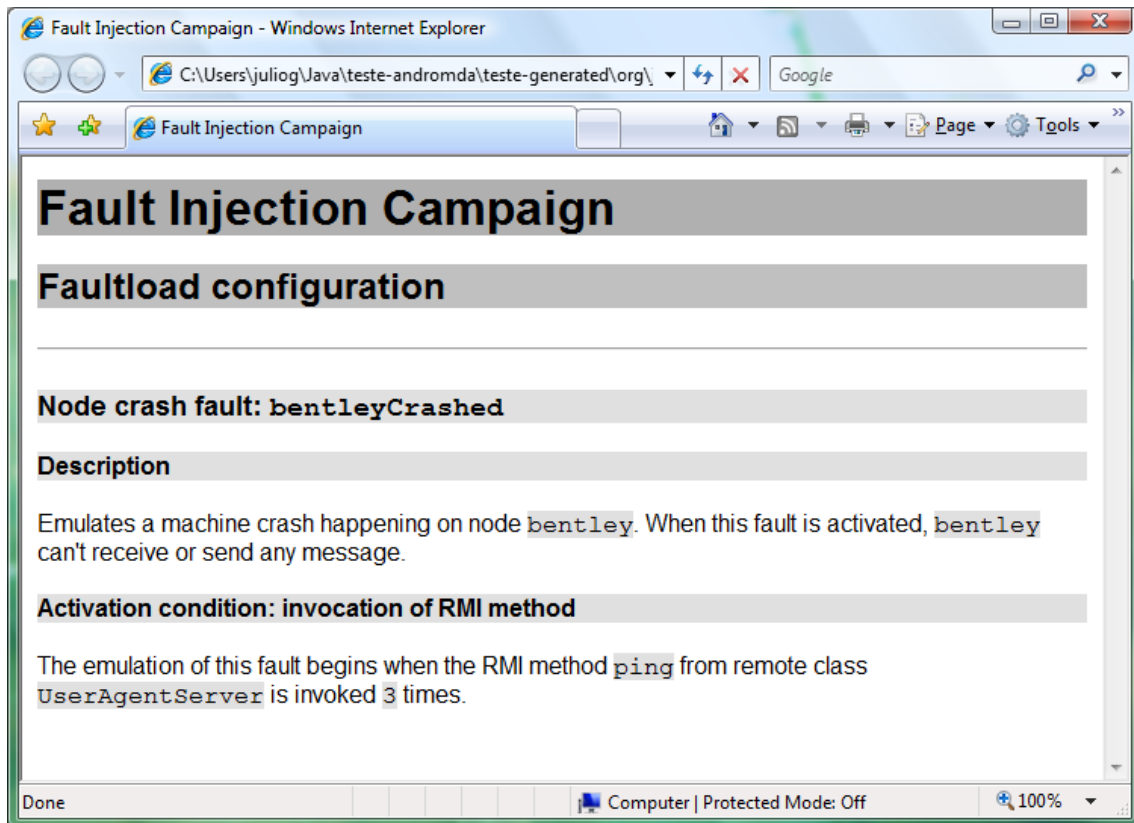 Fault Injection Campaign - Windows Internet Explorer
C:\Users\juliog\Java\teste-andromda\teste-generated\org\
Google
Fault Injection Campaign
Page
Tools
Fault Injection Campaign
Faultload configuration
Node crash fault: bentleyCrashed
Description
Emulates a machine crash happening on node bentley. When this fault is activated, bentley
can't receive or send any message.
Activation condition: invocation of RMI method
The emulation of this fault begins when the RMI method ping from remote class
UserAgentServer is invoked 3 times.
Done
Computer | Protected Mode: Off
100%